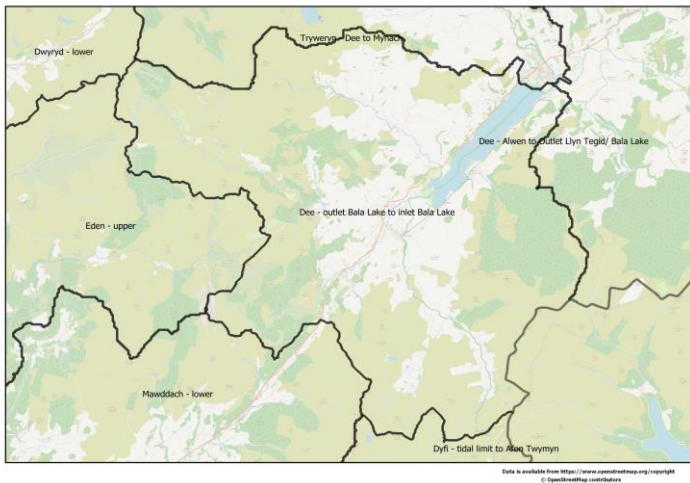 Dwyryd - lower
Tryweryn - Dee to Mynach
Dee - Alwen to Outlet Llyn Tegid/ Bala Lake
Dee - outlet Bala Lake to inlet Bala Lake
Eden - upper
Mawddach - lower
Dyfi - tidal limit to Afon Twymyn
Data is available from https://www.openstreetmap.org/copyright
© OpenStreetMap contributors